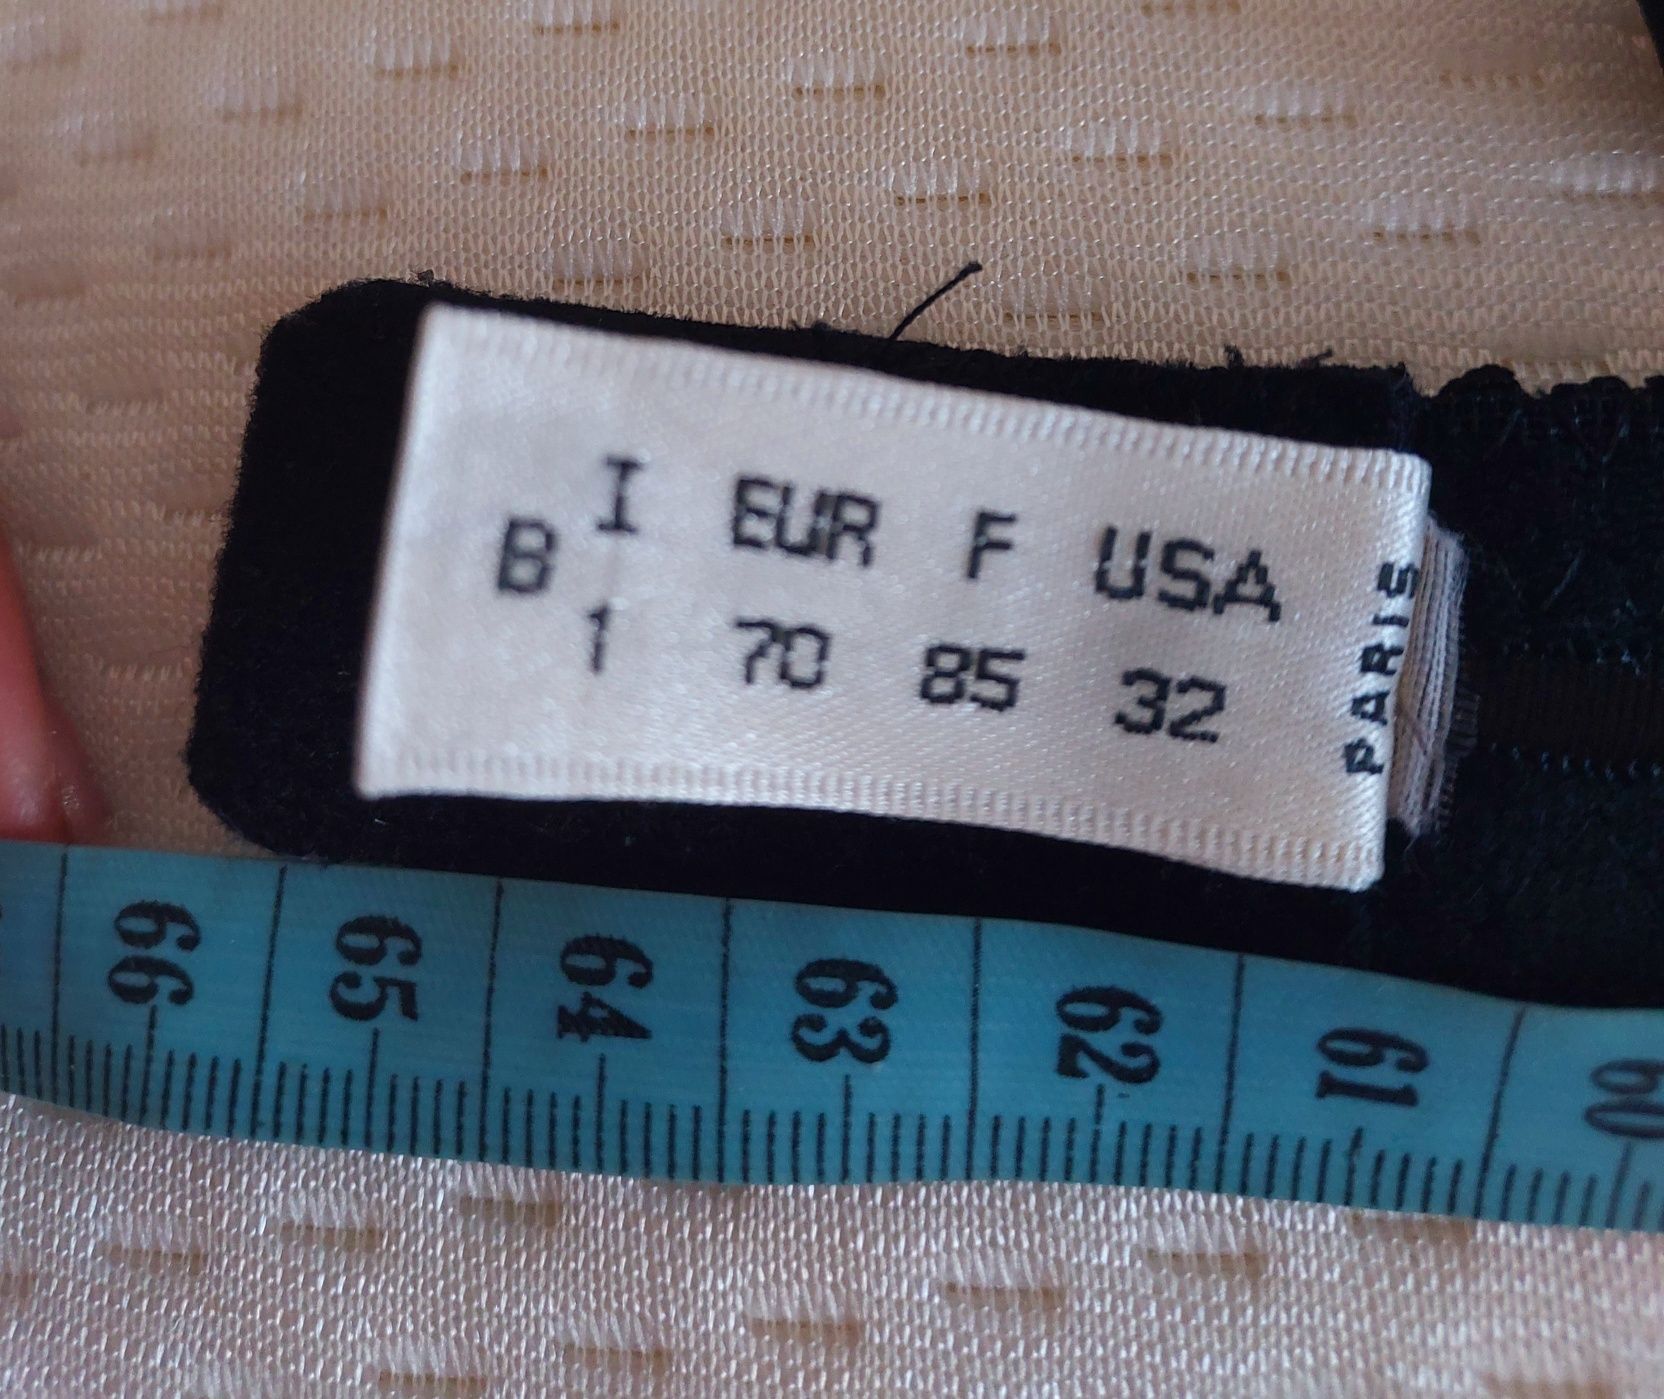 B
I EUR F USA
1 70 85 32
PARIS
66 65 64 63 62 61 60